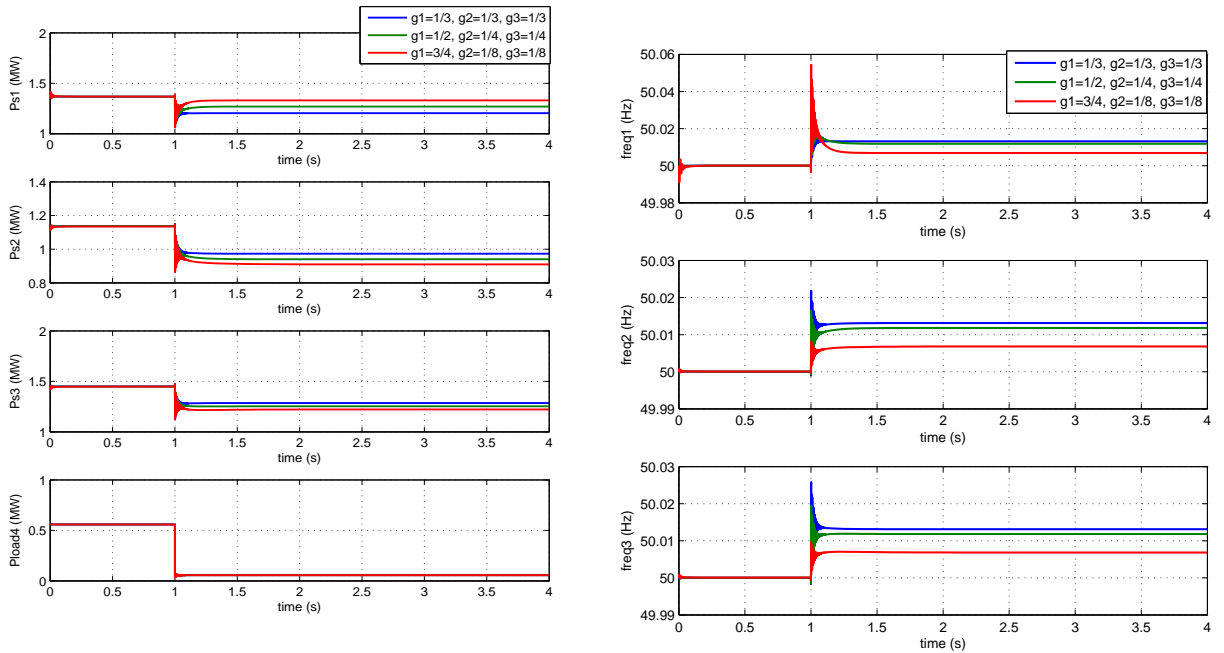 g1=1/3, g2=1/3, g3=1/3
g1=1/2, g2=1/4, g3=1/4
g1=3/4, g2=1/8, g3=1/8
Ps1 (MW)
2
1.5
1
0 0.5 1 1.5 2 2.5 3 3.5 4
time (s)
Ps2 (MW)
1.4
1.2
1
0.8
0 0.5 1 1.5 2 2.5 3 3.5 4
time (s)
Ps3 (MW)
2
1.5
1
0 0.5 1 1.5 2 2.5 3 3.5 4
time (s)
Pload4 (MW)
1
0.5
0
0 0.5 1 1.5 2 2.5 3 3.5 4
time (s)
g1=1/3, g2=1/3, g3=1/3
g1=1/2, g2=1/4, g3=1/4
g1=3/4, g2=1/8, g3=1/8
freq1 (Hz)
50.06
50.04
50.02
50
49.98
0 0.5 1 1.5 2 2.5 3 3.5 4
time (s)
freq2 (Hz)
50.03
50.02
50.01
50
49.99
0 0.5 1 1.5 2 2.5 3 3.5 4
time (s)
freq3 (Hz)
50.03
50.02
50.01
50
49.99
0 0.5 1 1.5 2 2.5 3 3.5 4
time (s)